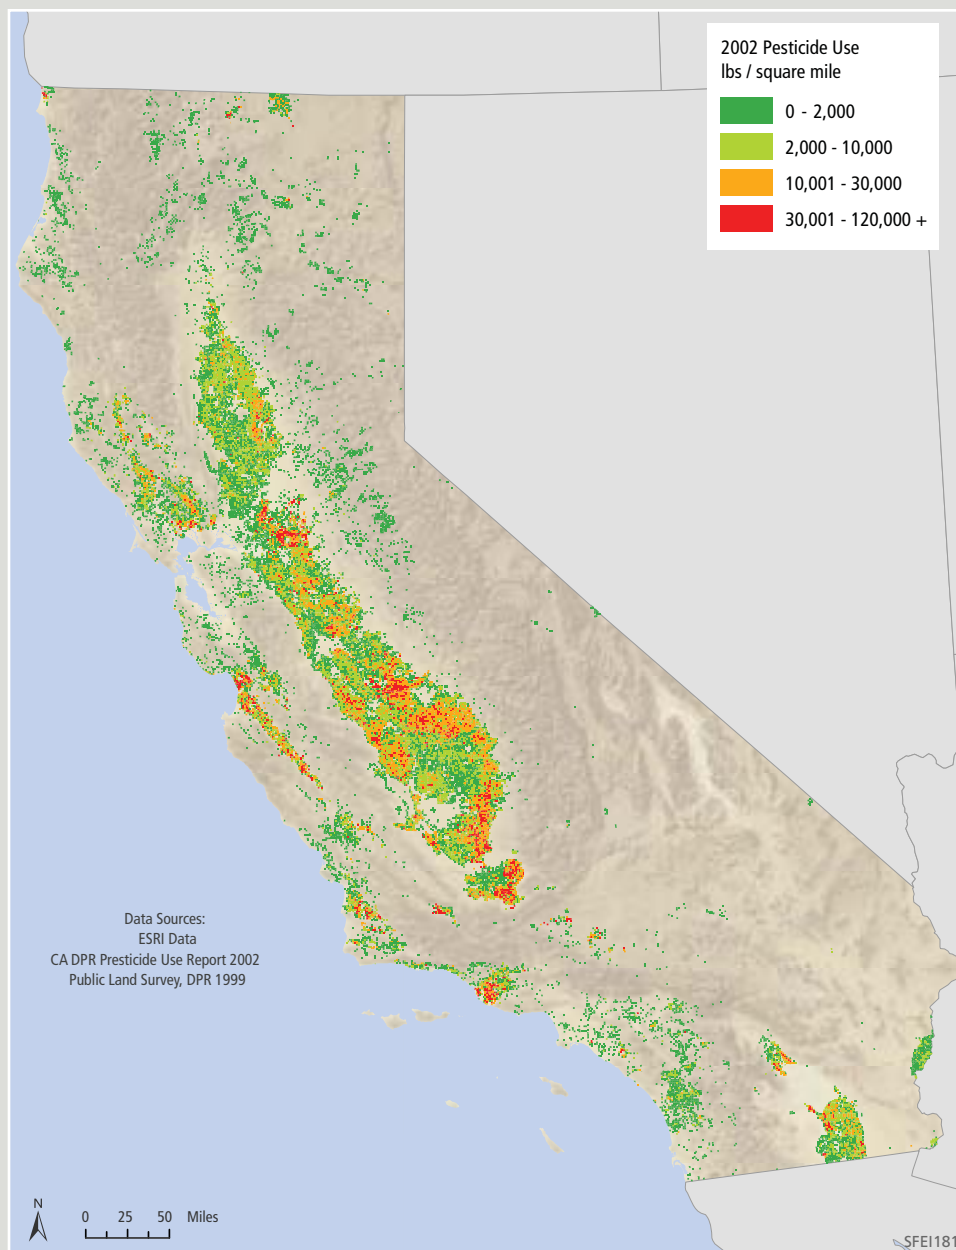 2002 Pesticide Use
lbs / square mile
0 - 2,000
2,000 - 10,000
10,001 - 30,000
30,001 - 120,000 +
Data Sources:
ESRI Data
CA DPR Presticide Use Report 2002
Public Land Survey, DPR 1999
N
0 25 50 Miles
SFEI181